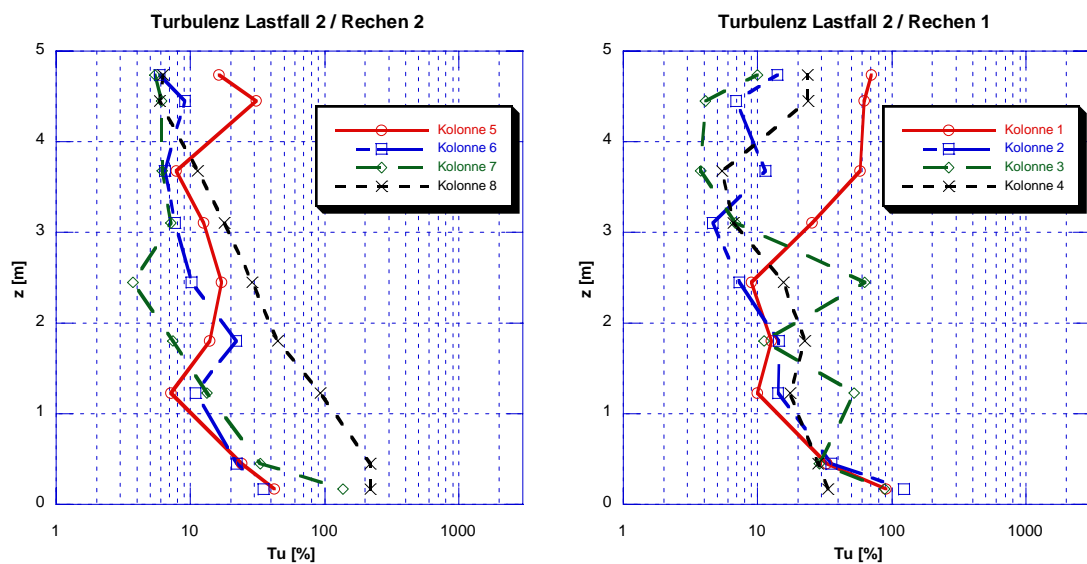 Turbulenz Lastfall 2 / Rechen 2
5
4
3
2
1
0
z [m]
Kolonne 5
Kolonne 6
Kolonne 7
Kolonne 8
1
10
100
1000
Tu [%]
Turbulenz Lastfall 2 / Rechen 1
5
4
3
2
1
0
z [m]
Kolonne 1
Kolonne 2
Kolonne 3
Kolonne 4
1
10
100
1000
Tu [%]